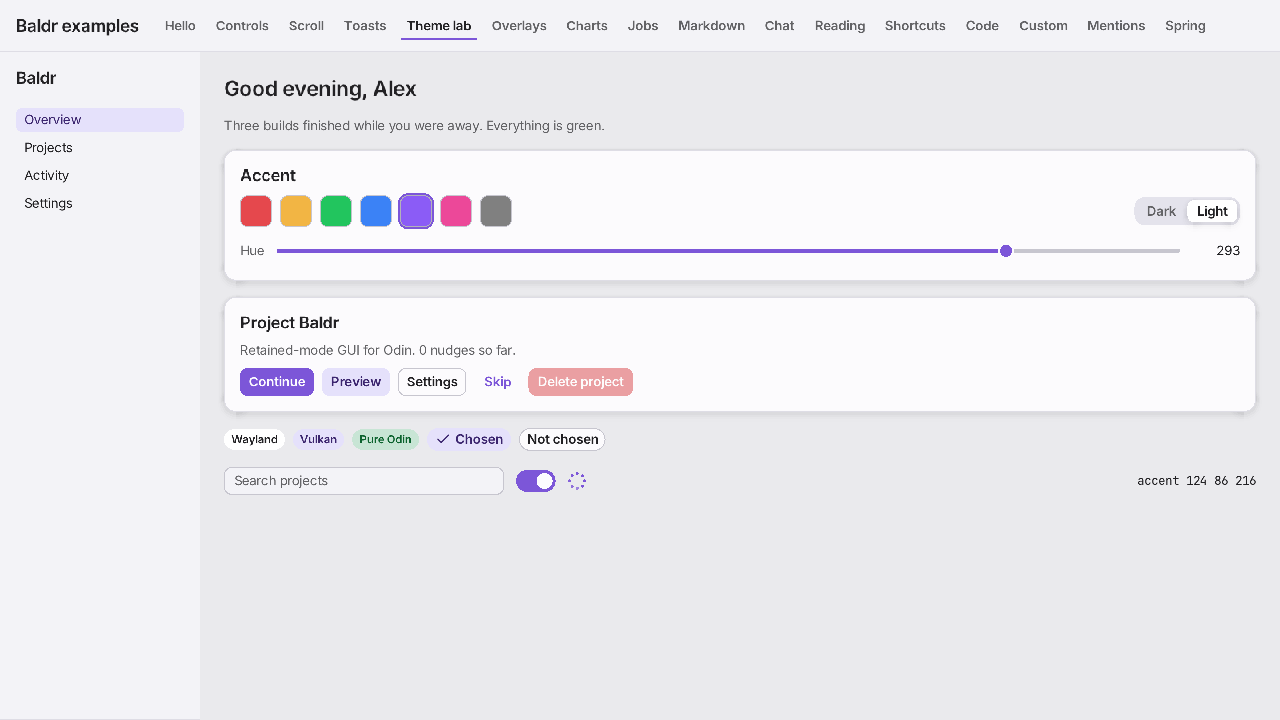 Baldr examples Hello Controls Scroll Toasts Theme lab Overlays Charts Jobs Markdown Chat Reading Shortcuts Code Custom Mentions Spring
Baldr
Overview
Projects
Activity
Settings
Good evening, Alex
Three builds finished while you were away. Everything is green.
Accent
Dark Light
Hue 293
Project Baldr
Retained-mode GUI for Odin. 0 nudges so far.
Continue Preview Settings Skip Delete project
Wayland Vulkan Pure Odin Chosen Not chosen
Search projects accent 124 86 216